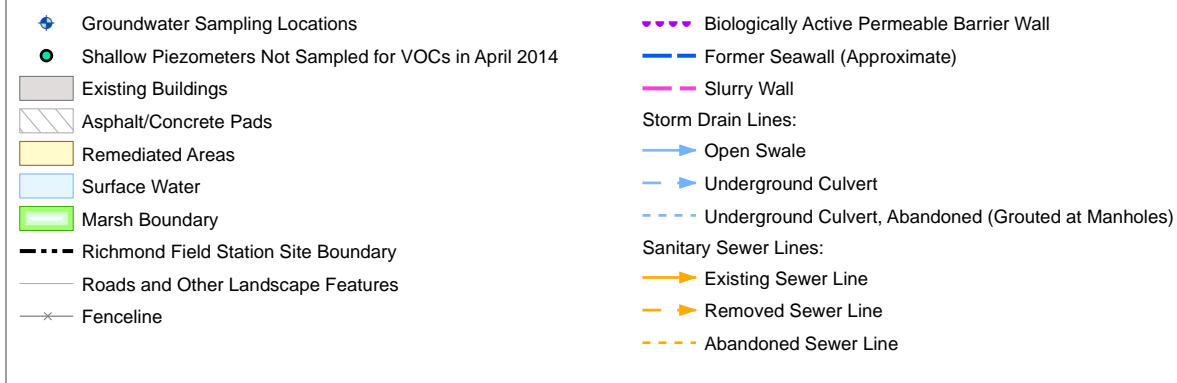 Groundwater Sampling Locations
Shallow Piezometers Not Sampled for VOCs in April 2014
Existing Buildings
Asphalt/Concrete Pads
Remediated Areas
Surface Water
Marsh Boundary
Richmond Field Station Site Boundary
Roads and Other Landscape Features
Fenceline
Biologically Active Permeable Barrier Wall
Former Seawall (Approximate)
Slurry Wall
Storm Drain Lines:
Open Swale
Underground Culvert
Underground Culvert, Abandoned (Grouted at Manholes)
Sanitary Sewer Lines:
Existing Sewer Line
Removed Sewer Line
Abandoned Sewer Line